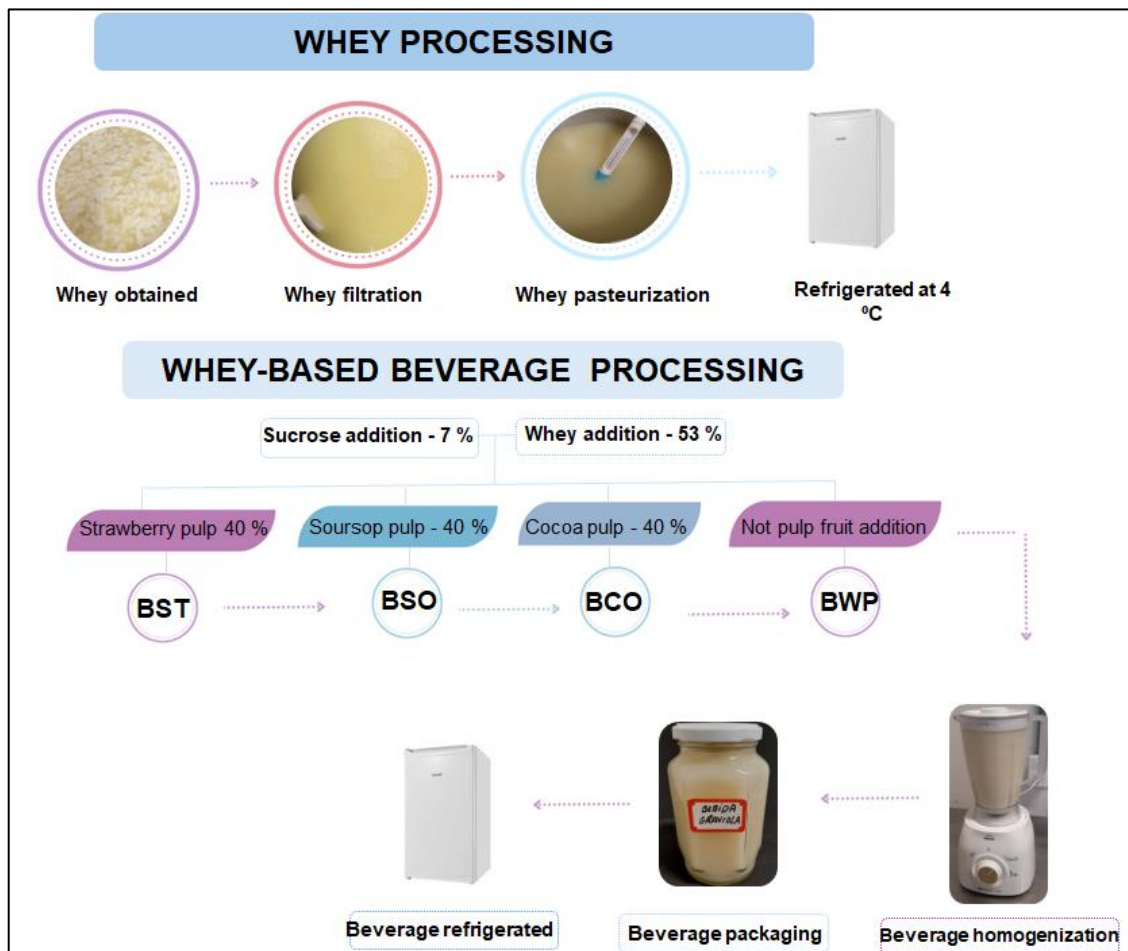 WHEY PROCESSING
Whey obtained
Whey filtration
Whey pasteurization
Refrigerated at 4
ºC
WHEY-BASED BEVERAGE PROCESSING
Sucrose addition - 7 %
Whey addition - 53 %
Strawberry pulp 40 %
Soursop pulp - 40 %
Cocoa pulp - 40 %
Not pulp fruit addition
BST
BSO
BCO
BWP
BEBIDA
GRAVIOLA
Beverage refrigerated
Beverage packaging
Beverage homogenization